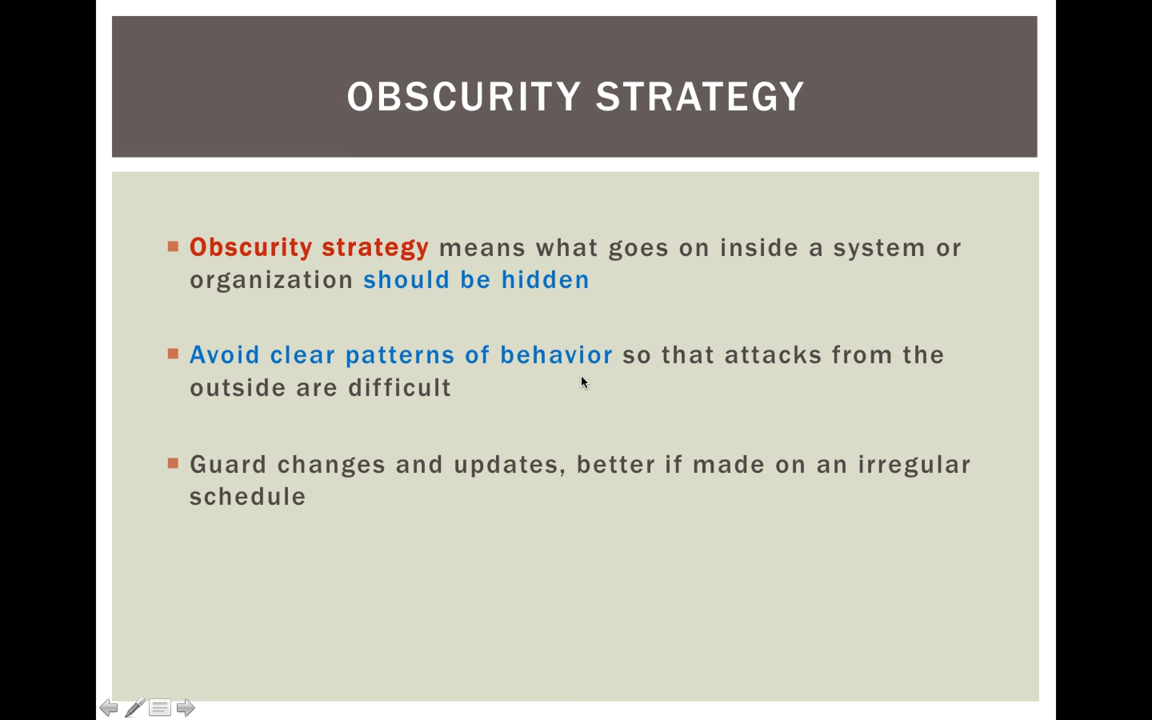 OBSCURITY STRATEGY
Obscurity strategy means what goes on inside a system or
organization should be hidden
Avoid clear patterns of behavior so that attacks from the
outside are difficult
Guard changes and updates, better if made on an irregular
schedule